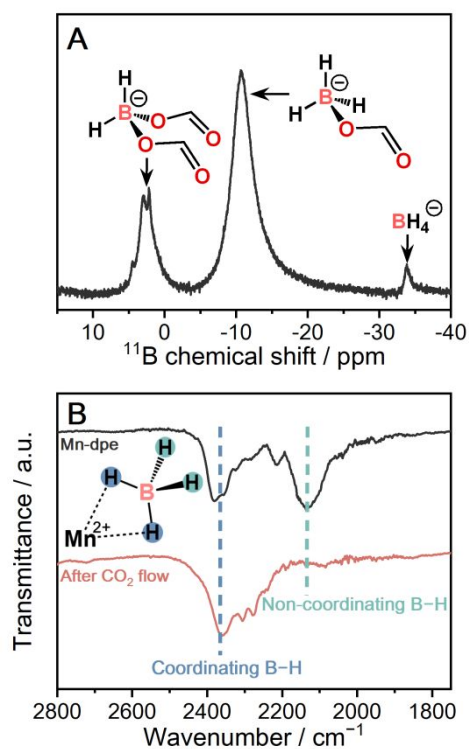 A
H
⊖
H
B
O
O
O
O
H
⊖
H
B
H
O
O
BH₄⊖
10 0 -10 -20 -30 -40
¹¹B chemical shift / ppm
B
Mn-dpe
H
H
B
H
H
Mn²⁺
After CO₂ flow
Non-coordinating B−H
Coordinating B−H
Transmittance / a.u.
2800 2600 2400 2200 2000 1800
Wavenumber / cm⁻¹